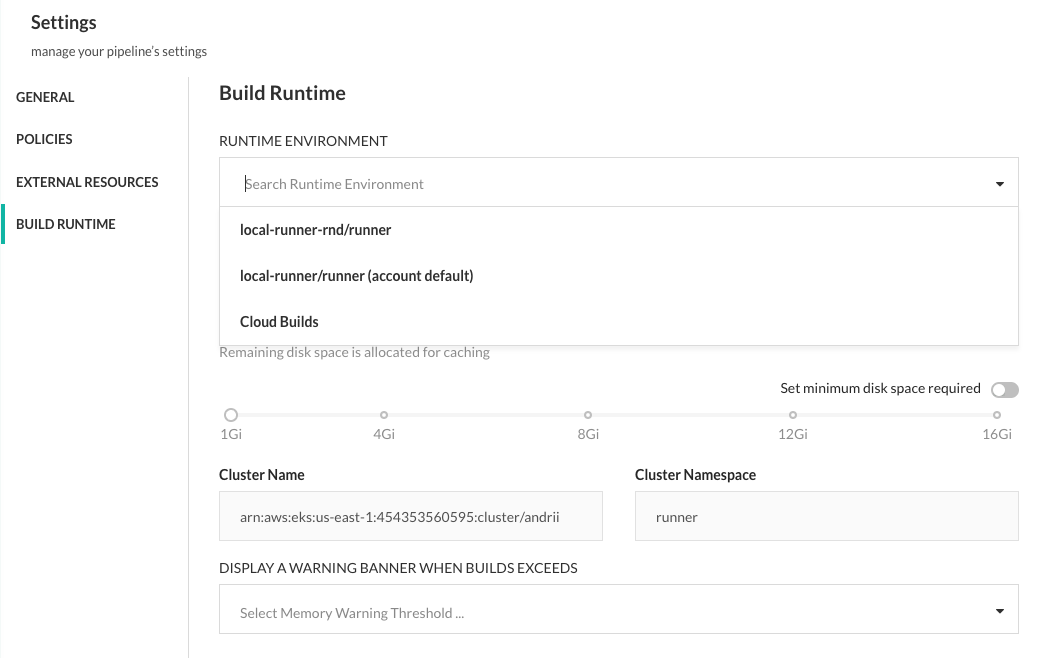 Settings
manage your pipeline's settings
GENERAL
POLICIES
EXTERNAL RESOURCES
BUILD RUNTIME
Build Runtime
RUNTIME ENVIRONMENT
Search Runtime Environment
local-runner-rnd/runner
local-runner/runner (account default)
Cloud Builds
Remaining disk space is allocated for caching
Set minimum disk space required
1Gi 4Gi 8Gi 12Gi 16Gi
Cluster Name Cluster Namespace
arn:aws:eks:us-east-1:454353560595:cluster/andrii runner
DISPLAY A WARNING BANNER WHEN BUILDS EXCEEDS
Select Memory Warning Threshold ...